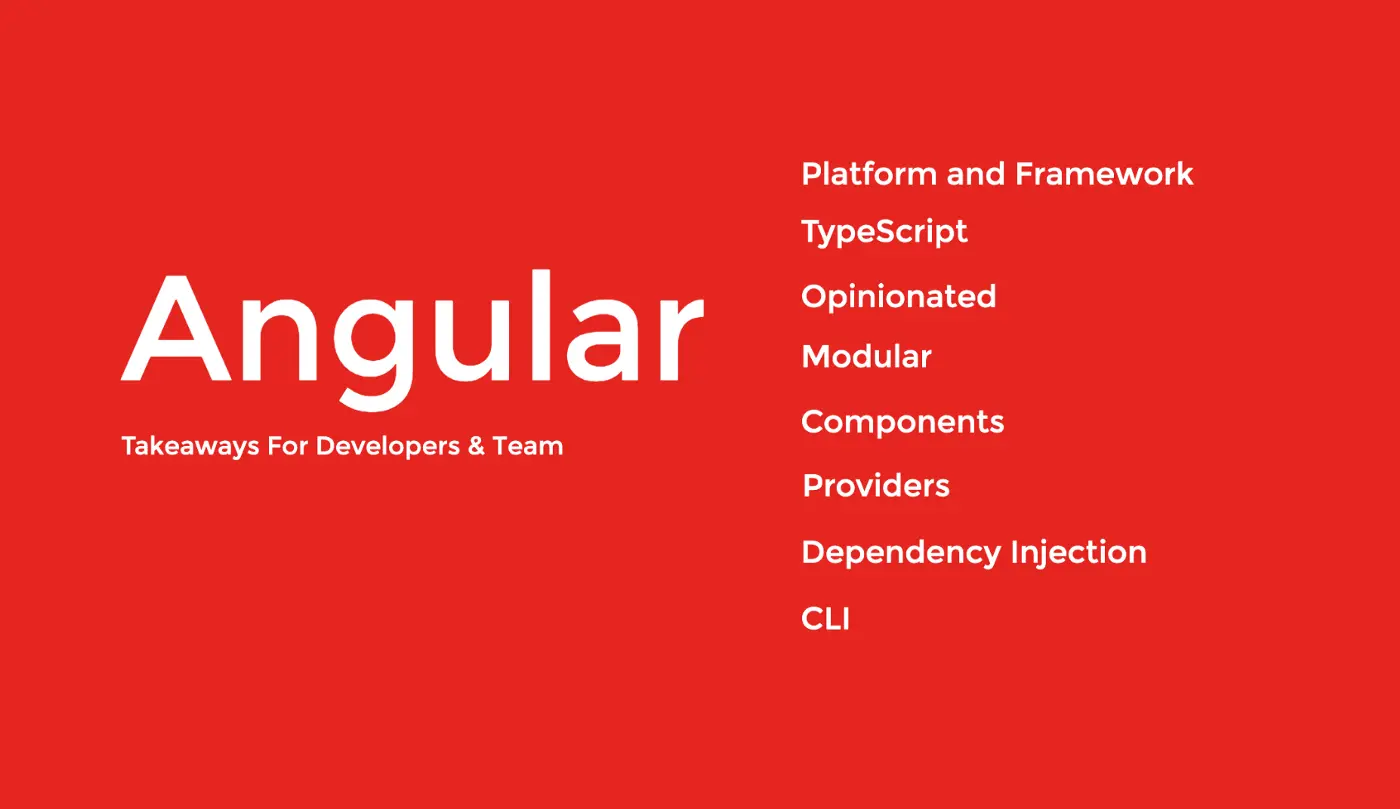 Angular
Takeaways For Developers & Team
Platform and Framework
TypeScript
Opinionated
Modular
Components
Providers
Dependency Injection
CLI